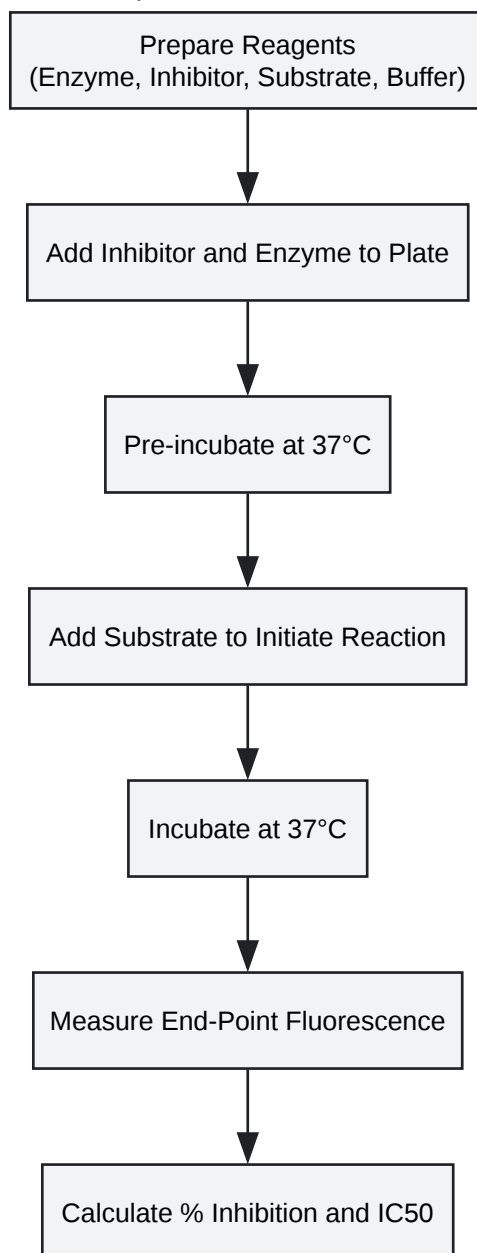 Prepare Reagents
(Enzyme, Inhibitor, Substrate, Buffer)
Add Inhibitor and Enzyme to Plate
Pre-incubate at 37°C
Add Substrate to Initiate Reaction
Incubate at 37°C
Measure End-Point Fluorescence
Calculate % Inhibition and IC50